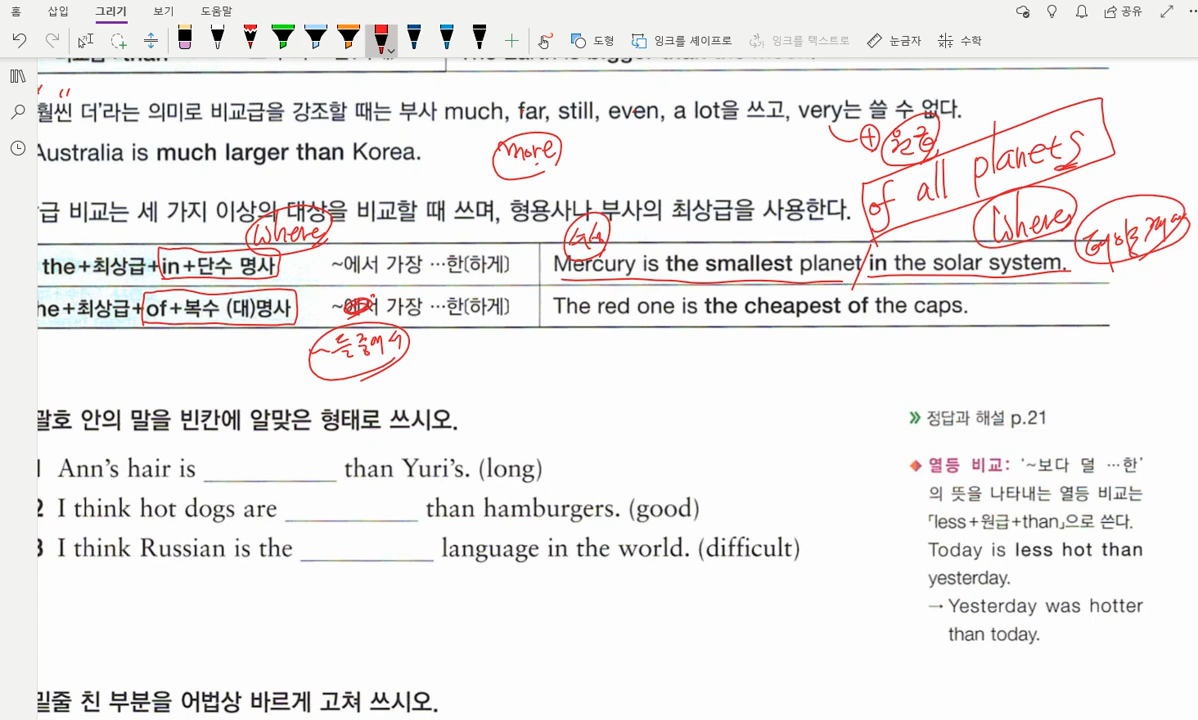 홈 삽입 그리기 보기 도움말 공유
도형 잉크를 셰이프로 잉크를 텍스트로 눈금자 수학
훨씬 더'라는 의미로 비교급을 강조할 때는 부사 much, far, still, even, a lot을 쓰고, very는 쓸 수 없다.
⊕ 원급
Australia is much larger than Korea.
more
of all planets
급 비교는 세 가지 이상의 대상을 비교할 때 쓰며, 형용사나 부사의 최상급을 사용한다.
where
where
the+최상급+in+단수 명사 ~에서 가장 …한〔하게〕 Mercury is the smallest planet in the solar system.
he+최상급+of+복수 (대)명사 ~에서 가장 …한〔하게〕 The red one is the cheapest of the caps.
~들 중에서
괄호 안의 말을 빈칸에 알맞은 형태로 쓰시오.
정답과 해설 p.21
1 Ann's hair is ________ than Yuri's. (long)
2 I think hot dogs are ________ than hamburgers. (good)
3 I think Russian is the ________ language in the world. (difficult)
열등 비교: '~보다 덜 …한'
의 뜻을 나타내는 열등 비교는
「less+원급+than」으로 쓴다.
Today is less hot than
yesterday.
→ Yesterday was hotter
than today.
밑줄 친 부분을 어법상 바르게 고쳐 쓰시오.